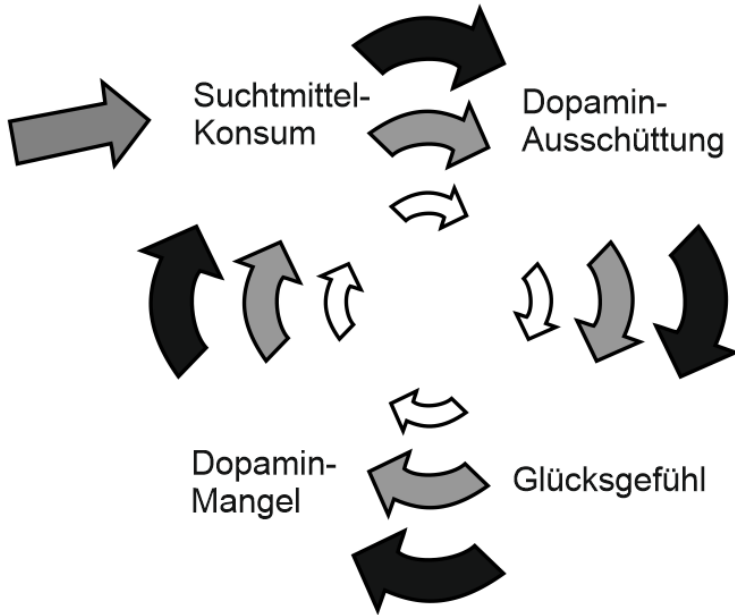 Suchtmittel-
Konsum
Dopamin-
Ausschüttung
Dopamin-
Mangel
Glücksgefühl